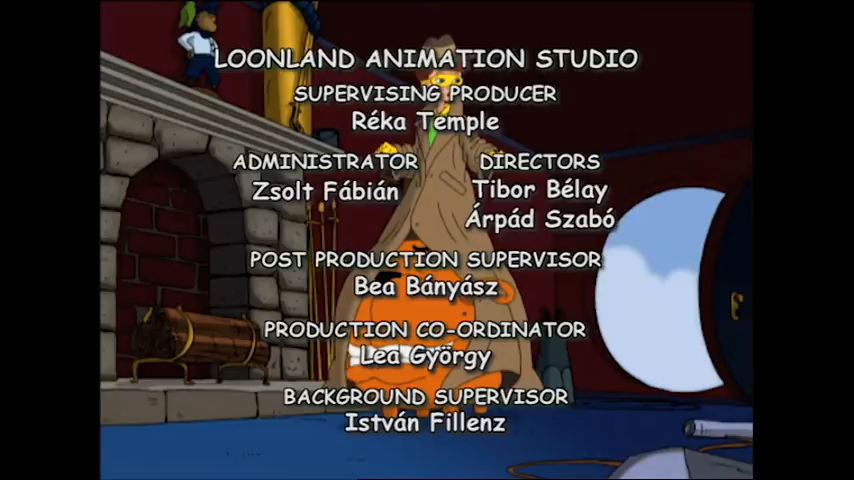 LOONLAND ANIMATION STUDIO
SUPERVISING PRODUCER
Réka Temple
ADMINISTRATOR
Zsolt Fábián
DIRECTORS
Tibor Bélay
Árpád Szabó
POST PRODUCTION SUPERVISOR
Bea Bányász
PRODUCTION CO-ORDINATOR
Lea György
BACKGROUND SUPERVISOR
István Fillenz